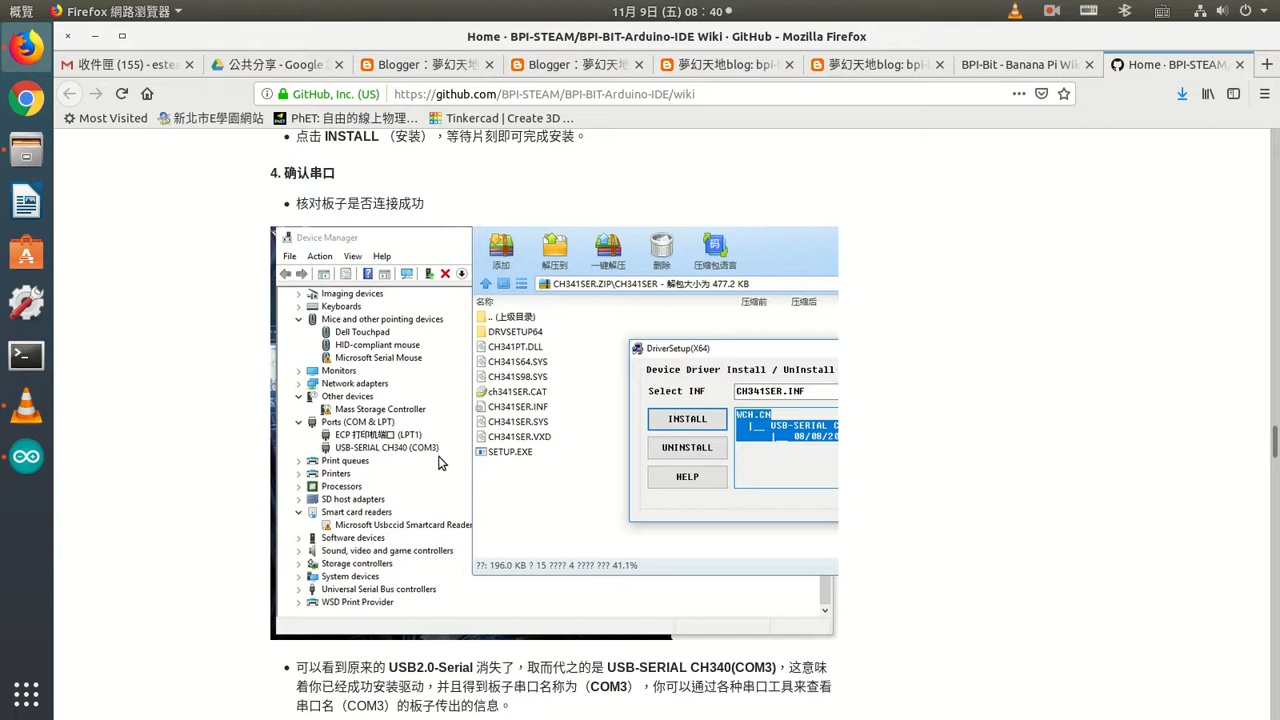 概覽 Firefox 網路瀏覽器 11月 9日 (五) 08：40
Home · BPI-STEAM/BPI-BIT-Arduino-IDE Wiki · GitHub - Mozilla Firefox
收件匣 (155) - estea
公共分享 - Google
Blogger：夢幻天地
Blogger：夢幻天地
夢幻天地blog: bpi-l
夢幻天地blog: bpi-l
BPI-Bit - Banana Pi Wik
Home · BPI-STEAM/
GitHub, Inc. (US) https://github.com/BPI-STEAM/BPI-BIT-Arduino-IDE/wiki
Most Visited 新北市E學園網站 PhET: 自由的線上物理… Tinkercad | Create 3D …
点击 INSTALL （安装），等待片刻即可完成安装。
4. 确认串口
核对板子是否连接成功
Device Manager
File Action View Help
Imaging devices
Keyboards
Mice and other pointing devices
Dell Touchpad
HID-compliant mouse
Microsoft Serial Mouse
Monitors
Network adapters
Other devices
Mass Storage Controller
Ports (COM & LPT)
ECP 打印机端口 (LPT1)
USB-SERIAL CH340 (COM3)
Print queues
Printers
Processors
SD host adapters
Smart card readers
Microsoft Usbccid Smartcard Reader
Software devices
Sound, video and game controllers
Storage controllers
System devices
Universal Serial Bus controllers
WSD Print Provider
添加 解压到 一键解压 删除 压缩包语言
码
CH341SER.ZIP\CH341SER - 解包大小为 477.2 KB
名称 压缩前 压缩后
.. (上级目录)
DRVSETUP64
CH341PT.DLL
CH341S64.SYS
CH341S98.SYS
ch341SER.CAT
CH341SER.INF
CH341SER.SYS
CH341SER.VXD
SETUP.EXE
DriverSetup(X64)
Device Driver Install / UnInstall
Select INF CH341SER.INF
INSTALL
UNINSTALL
HELP
WCH.CN
|__ USB-SERIAL C
|__ 08/08/20
??: 196.0 KB ? 15 ???? 4 ???? ??? 41.1%
可以看到原来的 USB2.0-Serial 消失了，取而代之的是 USB-SERIAL CH340(COM3)，这意味
着你已经成功安装驱动，并且得到板子串口名称为（COM3），你可以通过各种串口工具来查看
串口名（COM3）的板子传出的信息。